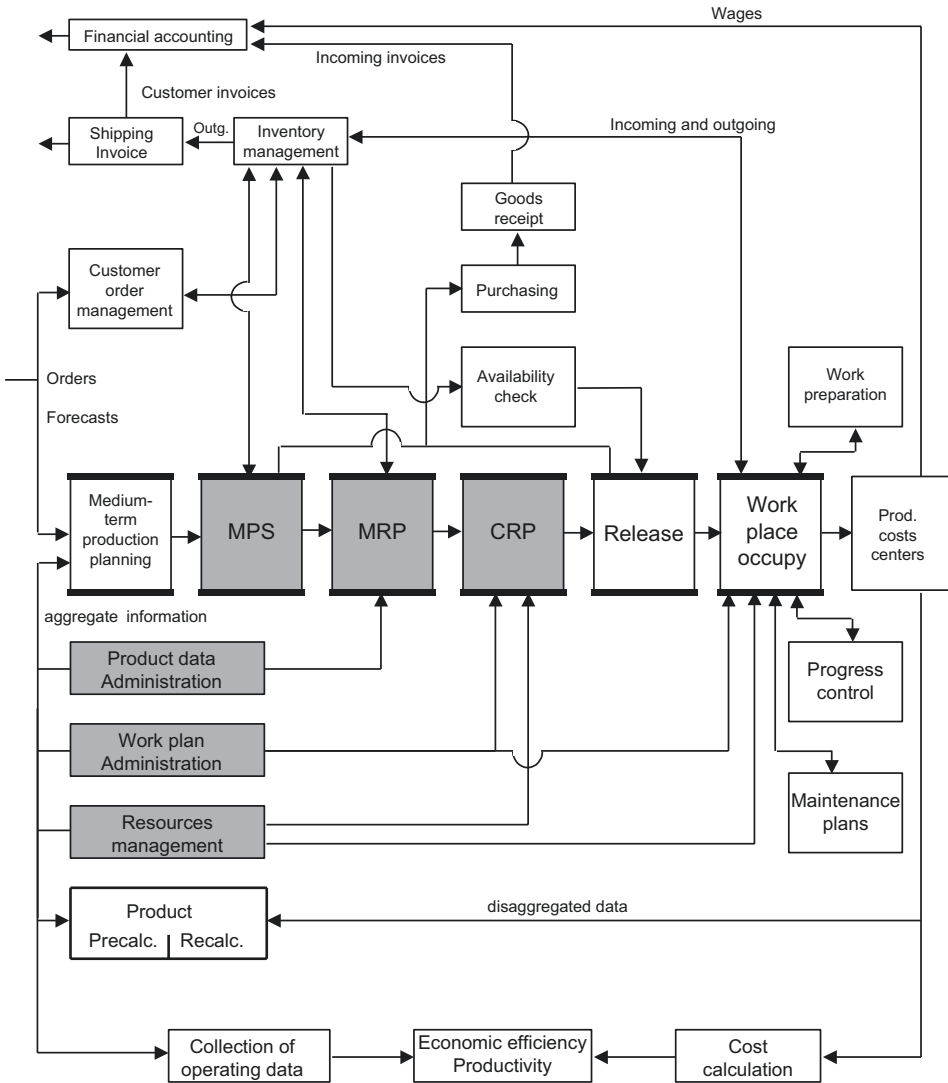 Wages
Financial accounting
Incoming invoices
Customer invoices
Shipping
Invoice
Outg.
Inventory
management
Incoming and outgoing
Goods
receipt
Customer
order
management
Purchasing
Orders
Forecasts
Availability
check
Work
preparation
Medium-
term
production
planning
MPS
MRP
CRP
Release
Work
place
occupy
Prod.
costs
centers
aggregate information
Product data
Administration
Progress
control
Work plan
Administration
Maintenance
plans
Resources
management
Product
Precalc.
Recalc.
disaggregated data
Collection of
operating data
Economic efficiency
Productivity
Cost
calculation